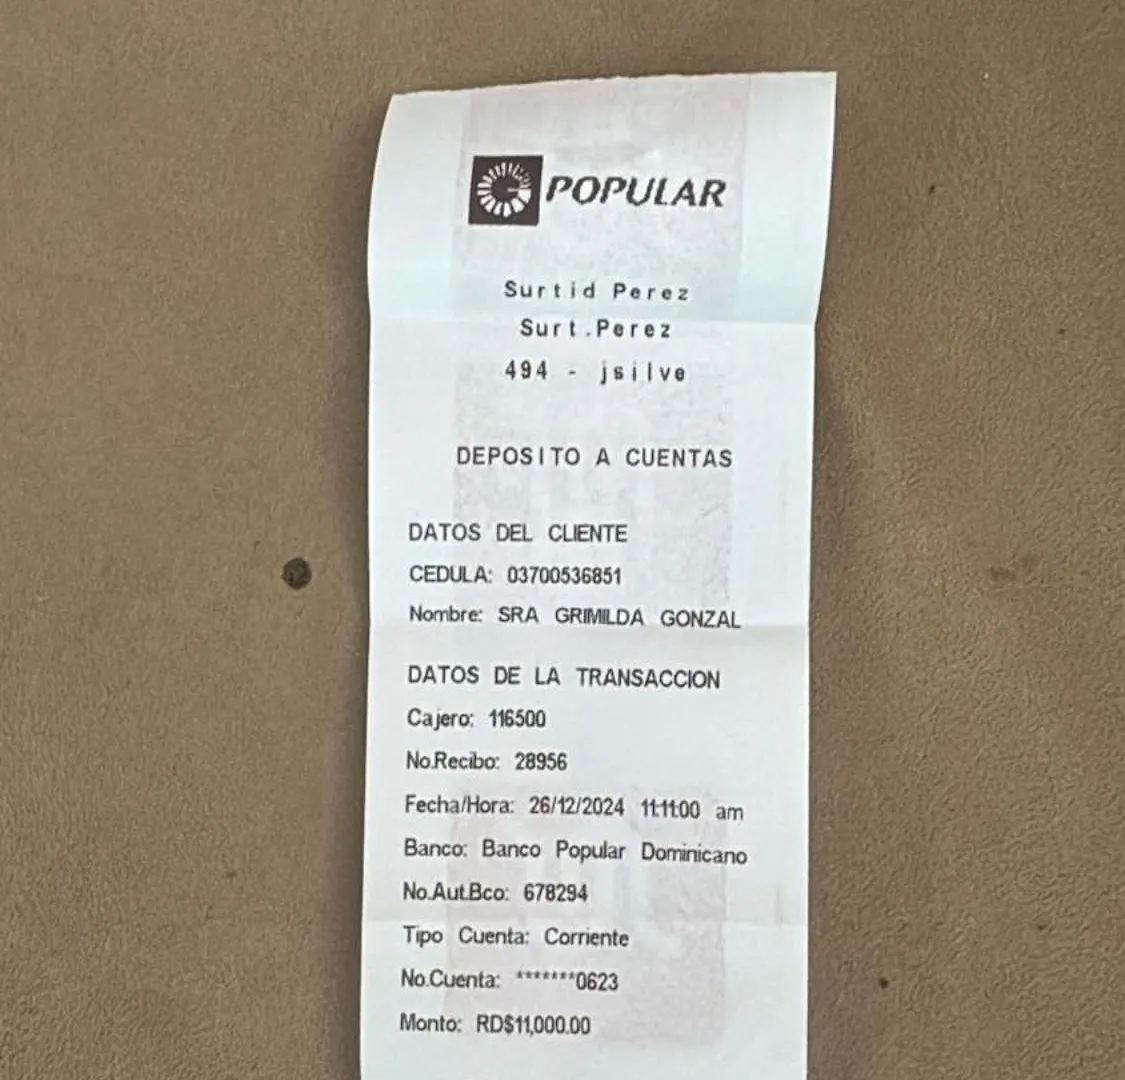 POPULAR
Surtid Perez
Surt.Perez
494 - jsilve
DEPOSITO A CUENTAS
DATOS DEL CLIENTE
CEDULA: 03700536851
Nombre: SRA GRIMILDA GONZAL
DATOS DE LA TRANSACCION
Cajero: 116500
No.Recibo: 28956
Fecha/Hora: 26/12/2024 11:11:00 am
Banco: Banco Popular Dominicano
No.Aut.Bco: 678294
Tipo Cuenta: Corriente
No.Cuenta: *******0623
Monto: RD$11,000.00